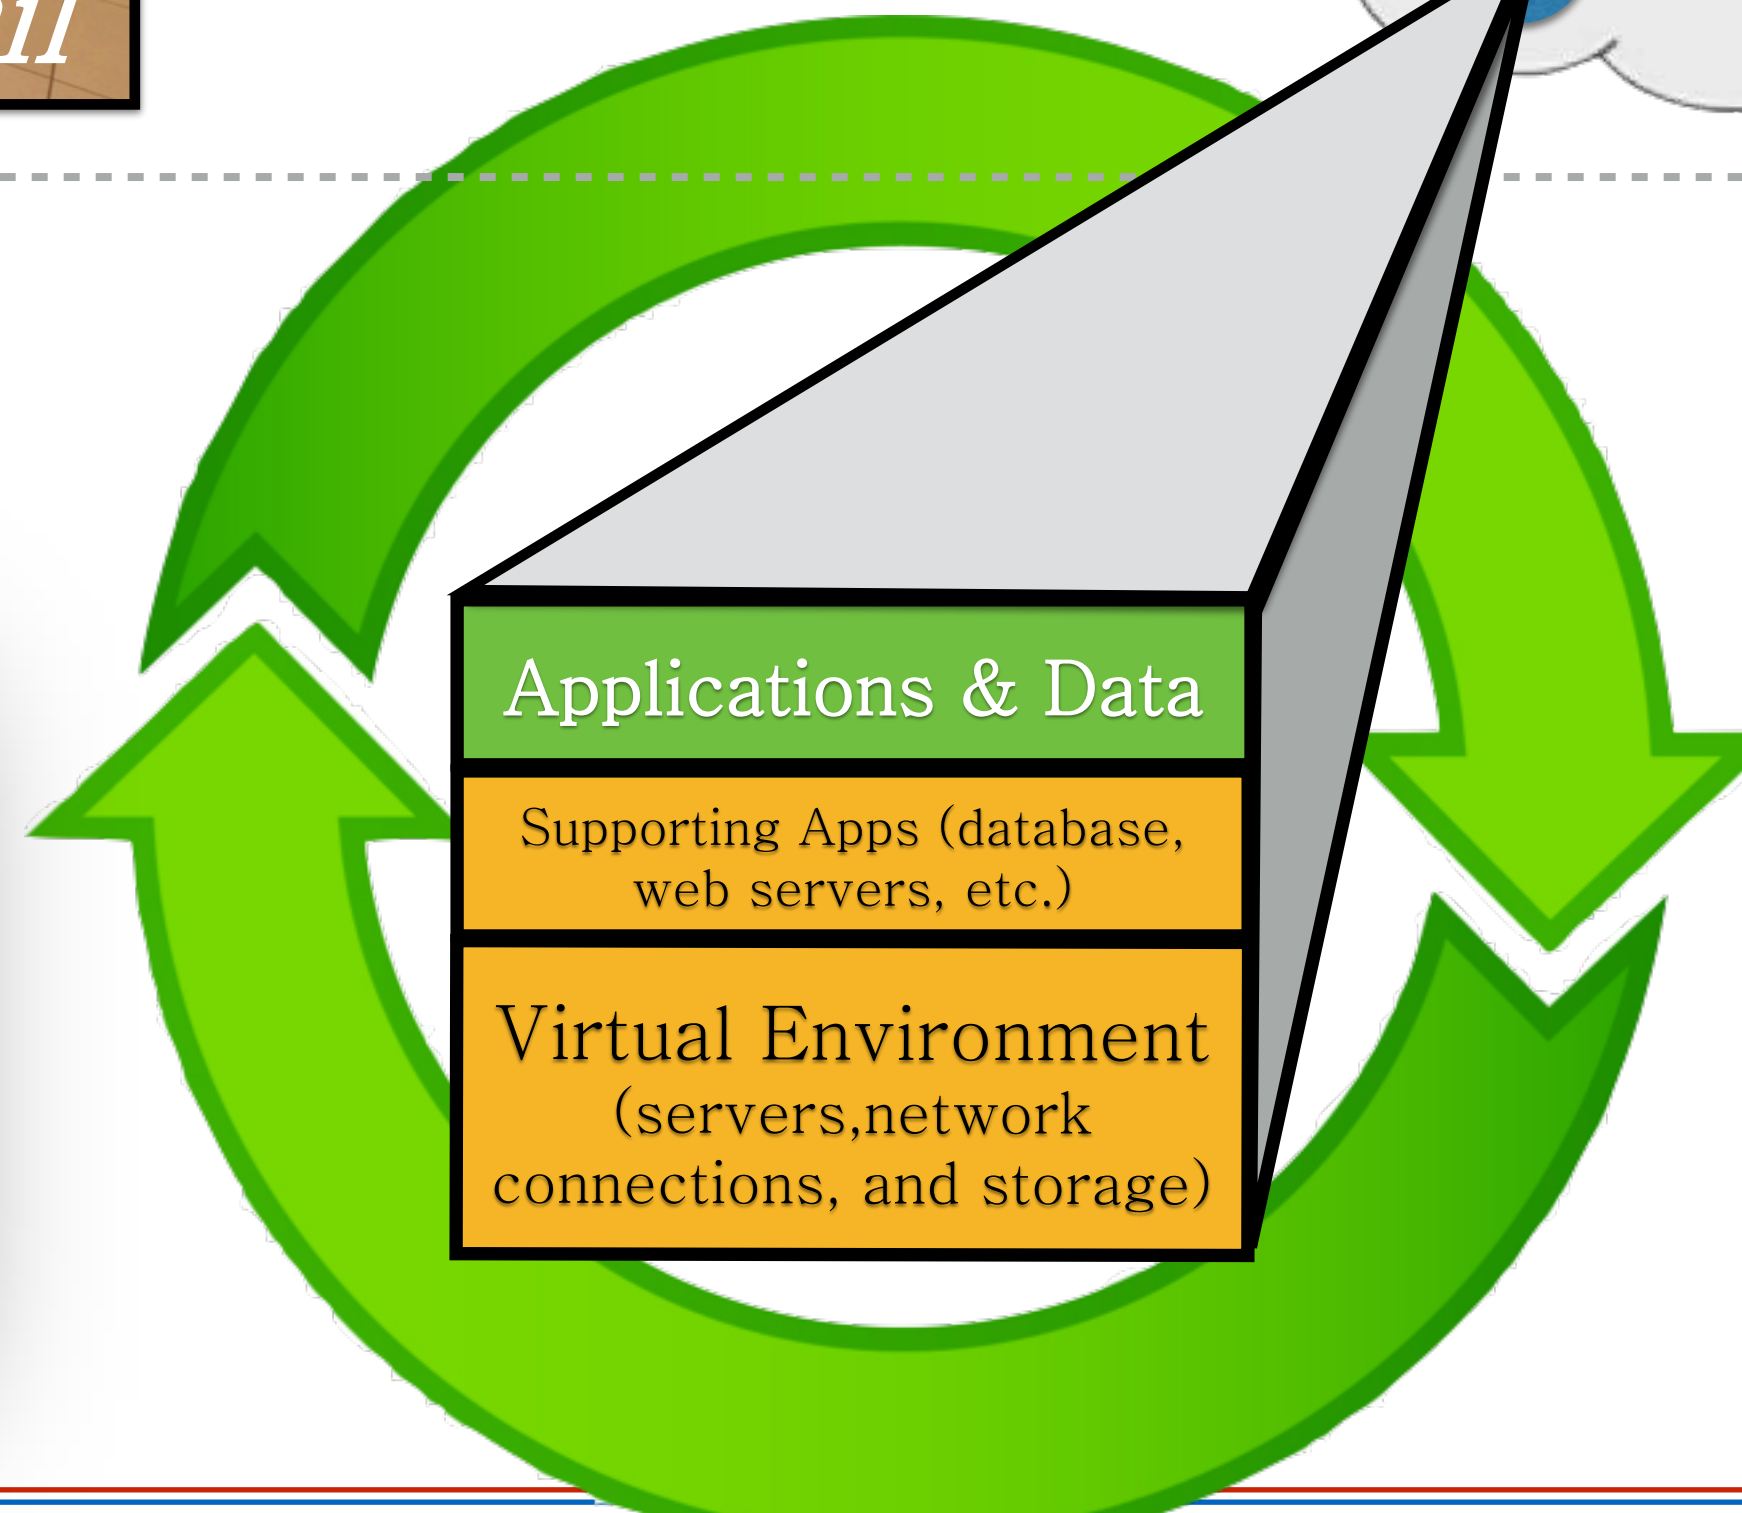 Applications & Data
Supporting Apps (database,
web servers, etc.)
Virtual Environment
(servers,network
connections, and storage)